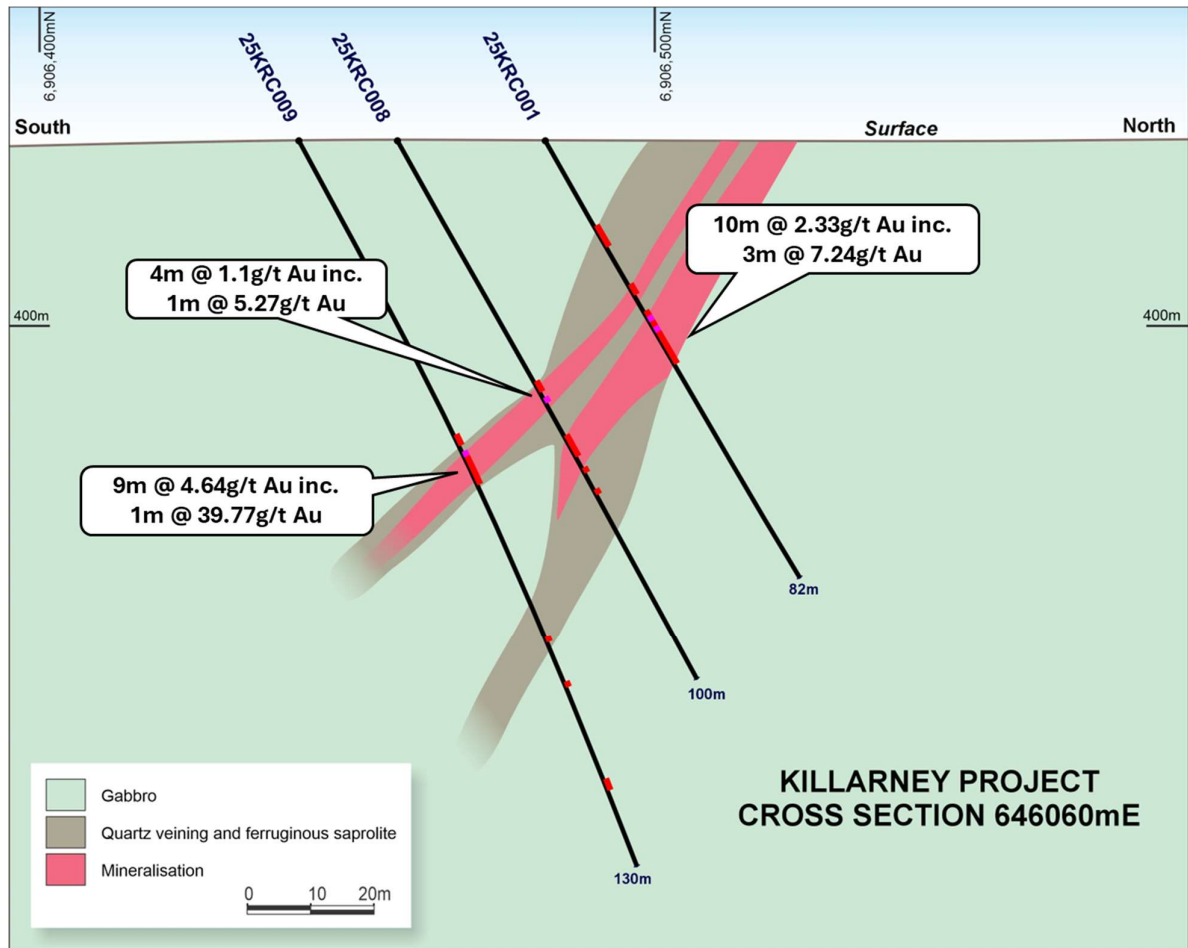 6,906,400mN
6,906,500mN
25KRC009
25KRC008
25KRC001
South
Surface
North
10m @ 2.33g/t Au inc.
3m @ 7.24g/t Au
4m @ 1.1g/t Au inc.
1m @ 5.27g/t Au
400m
400m
9m @ 4.64g/t Au inc.
1m @ 39.77g/t Au
82m
100m
130m
KILLARNEY PROJECT
CROSS SECTION 646060mE
Gabbro
Quartz veining and ferruginous saprolite
Mineralisation
0 10 20m